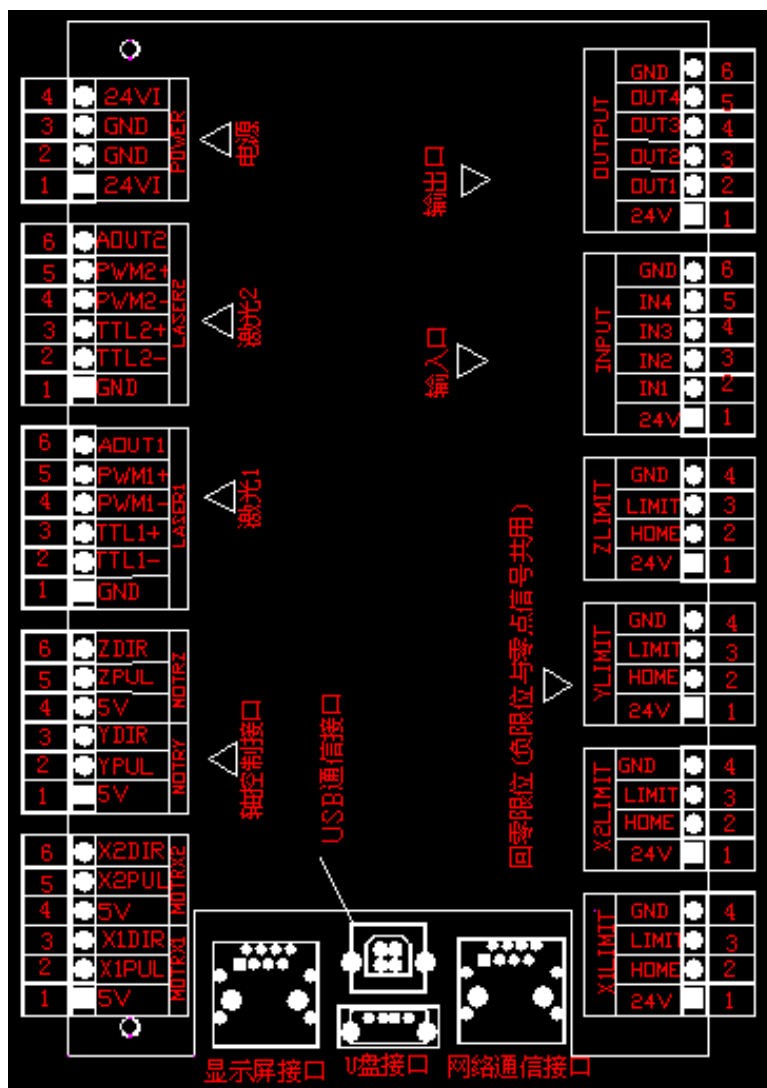 4 24VI
3 GND
2 GND
1 24VI
POWER
电源
6 AOUT2
5 PWM2+
4 PWM2-
3 TTL2+
2 TTL2-
1 GND
LASER2
激光2
6 AOUT1
5 PWM1+
4 PWM1-
3 TTL1+
2 TTL1-
1 GND
LASER1
激光1
6 ZDIR
5 ZPUL
4 5V
3 YDIR
2 YPUL
1 5V
MOTRZ
MOTRY
轴控制接口
6 X2DIR
5 X2PUL
4 5V
3 X1DIR
2 X1PUL
1 5V
MOTRX2
MOTRX1
USB通信接口
显示屏接口
U盘接口
网络通信接口
输出口
OUTPUT
GND 6
OUT4 5
OUT3 4
OUT2 3
OUT1 2
24V 1
输入口
INPUT
GND 6
IN4 5
IN3 4
IN2 3
IN1 2
24V 1
回零限位(负限位与零点信号共用)
ZLIMIT
GND 4
LIMIT 3
HOME 2
24V 1
YLIMIT
GND 4
LIMIT 3
HOME 2
24V 1
X2LIMIT
GND 4
LIMIT 3
HOME 2
24V 1
X1LIMIT
GND 4
LIMIT 3
HOME 2
24V 1